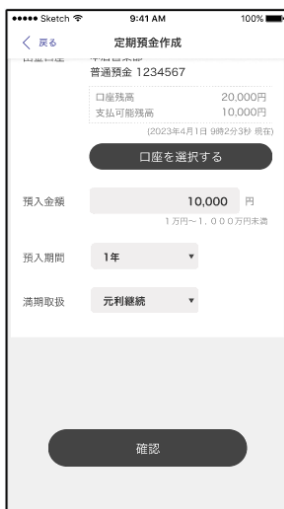 Sketch
9:41 AM
100%
戻る
定期預金作成
普通預金 1234567
口座残高 20,000円
支払可能残高 10,000円
(2023年4月1日 9時2分3秒 現在)
口座を選択する
預入金額 10,000 円
1万円～1,000万円未満
預入期間 1年
満期取扱 元利継続
確認